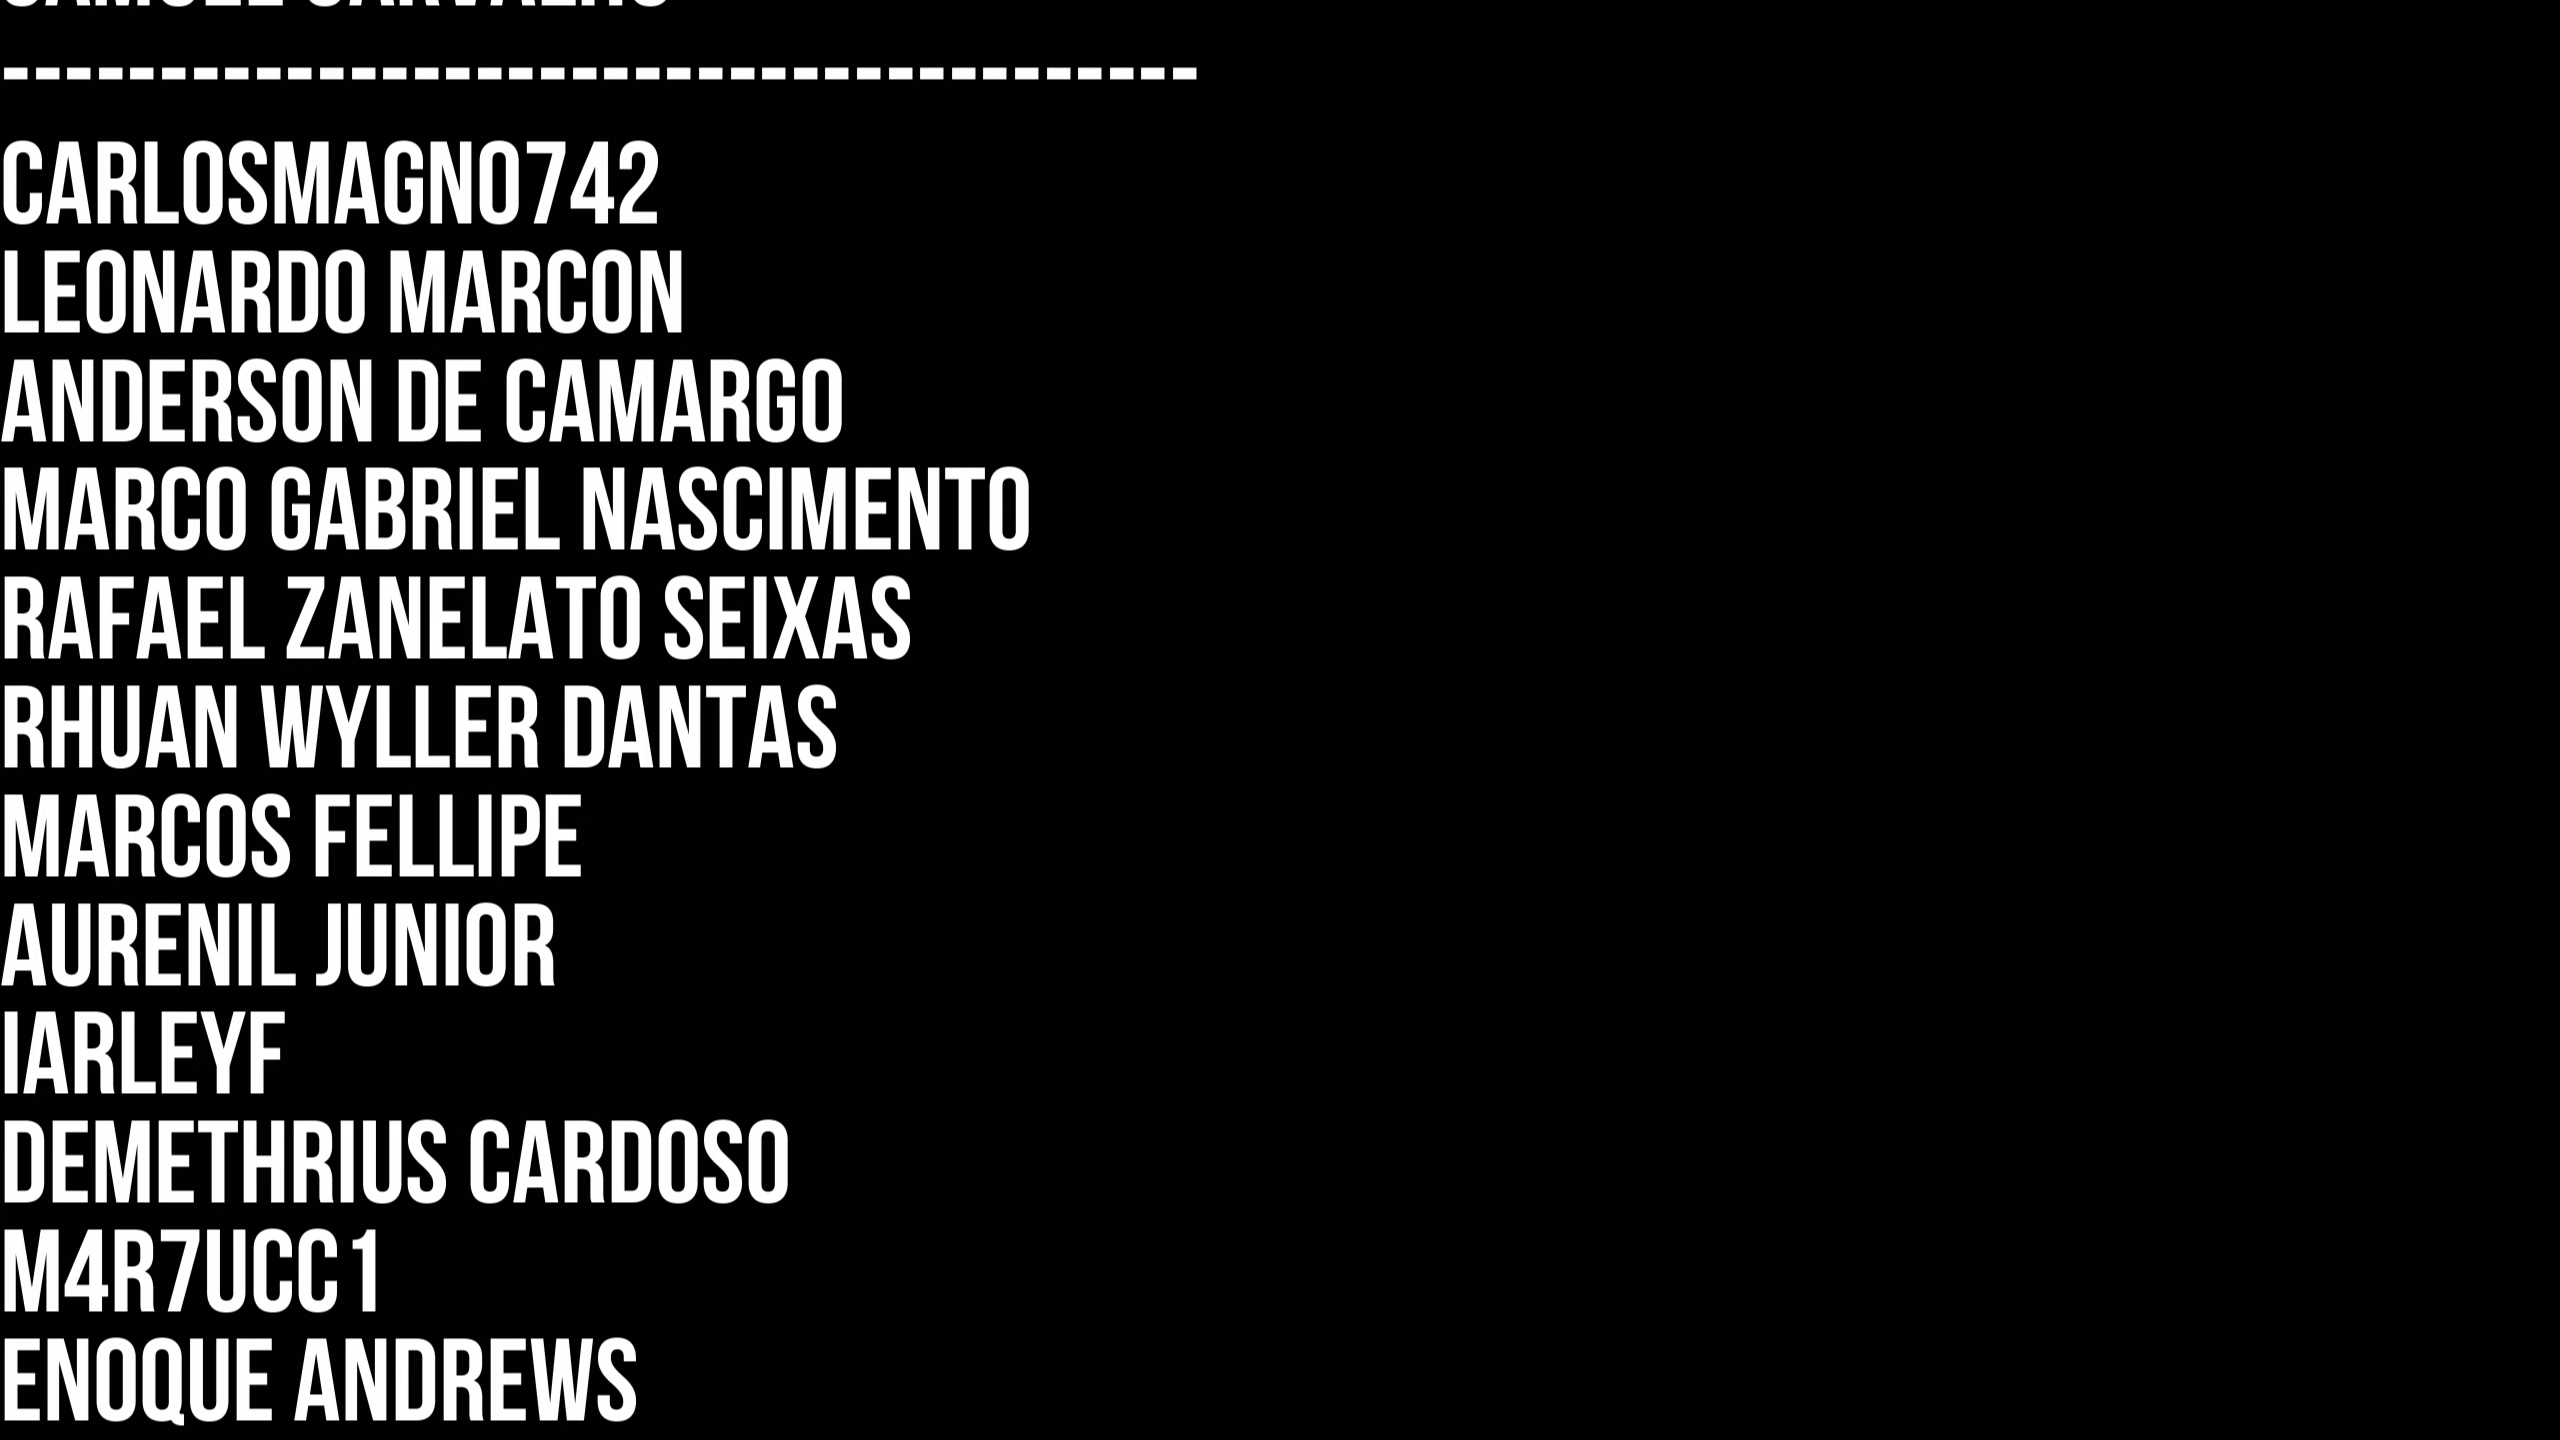 SAMUEL CARVALHO
--------------------------------------
CARLOSMAGNO742
LEONARDO MARCON
ANDERSON DE CAMARGO
MARCO GABRIEL NASCIMENTO
RAFAEL ZANELATO SEIXAS
RHUAN WYLLER DANTAS
MARCOS FELLIPE
AURENIL JUNIOR
IARLEYF
DEMETHRIUS CARDOSO
M4R7UCC1
ENOQUE ANDREWS